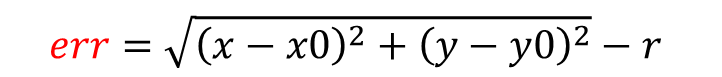 err = √(x − x0)² + (y − y0)² − r